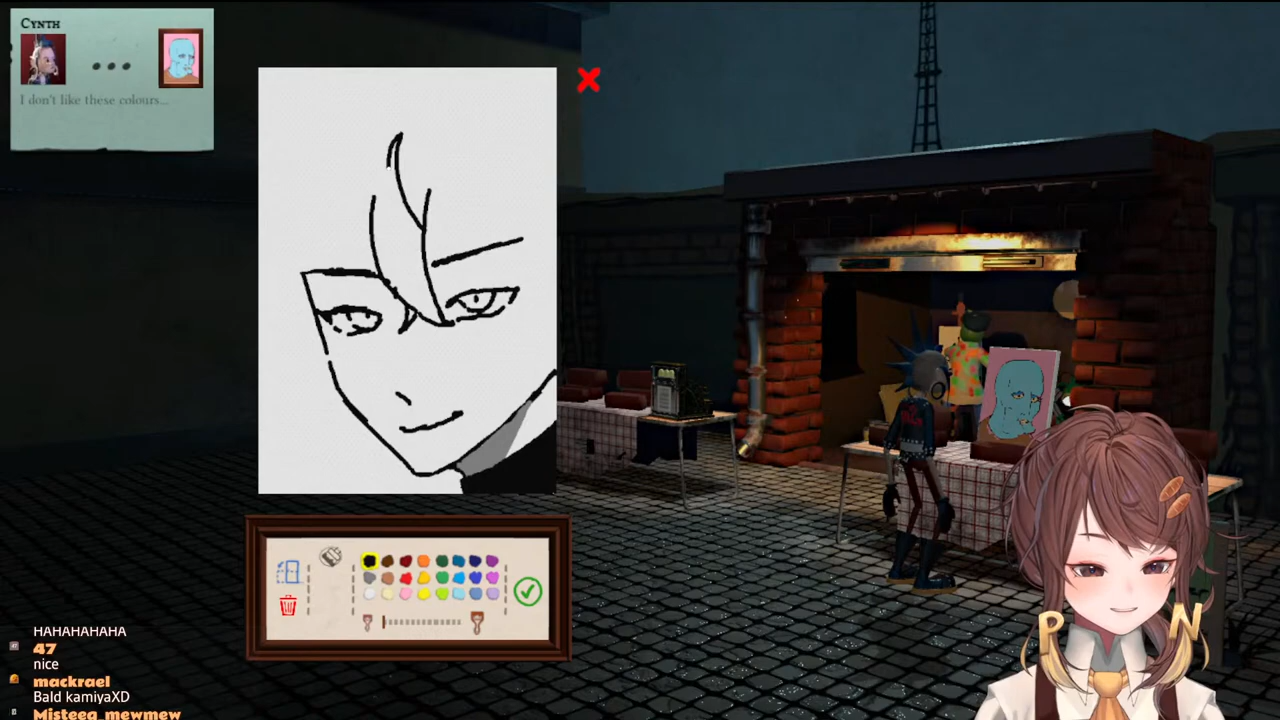 CYNTH
I don't like these colours...
HAHAHAHAHA
47
nice
mackrael
Bald kamiyaXD
Misteeq_mewmew
P N